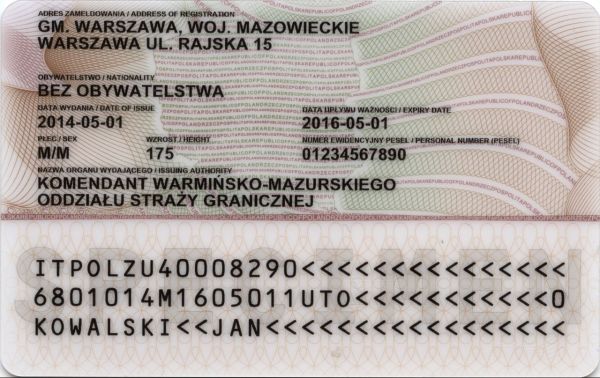 ADRES ZAMELDOWANIA / ADDRESS OF REGISTRATION
GM. WARSZAWA, WOJ. MAZOWIECKIE
WARSZAWA UL. RAJSKA 15
OBYWATELSTWO / NATIONALITY
BEZ OBYWATELSTWA
DATA WYDANIA / DATE OF ISSUE DATA UPŁYWU WAŻNOŚCI / EXPIRY DATE
2014-05-01 2016-05-01
PŁEĆ / SEX WZROST / HEIGHT NUMER EWIDENCYJNY PESEL / PERSONAL NUMBER (PESEL)
M/M 175 01234567890
NAZWA ORGANU WYDAJĄCEGO / ISSUING AUTHORITY
KOMENDANT WARMIŃSKO-MAZURSKIEGO
ODDZIAŁU STRAŻY GRANICZNEJ
SPECIMEN
ITPOLZU40008290<<<<<<<<<<<<<<<
6801014M1605011UTO<<<<<<<<<<<0
KOWALSKI<<JAN<<<<<<<<<<<<<<<<<